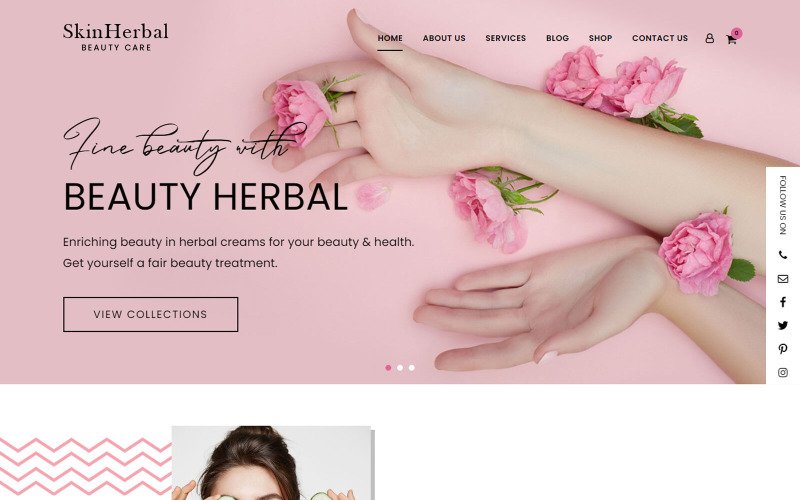 SkinHerbal
BEAUTY CARE
HOME ABOUT US SERVICES BLOG SHOP CONTACT US 0
Fine beauty with
BEAUTY HERBAL
Enriching beauty in herbal creams for your beauty & health.
Get yourself a fair beauty treatment.
VIEW COLLECTIONS
FOLLOW US ON